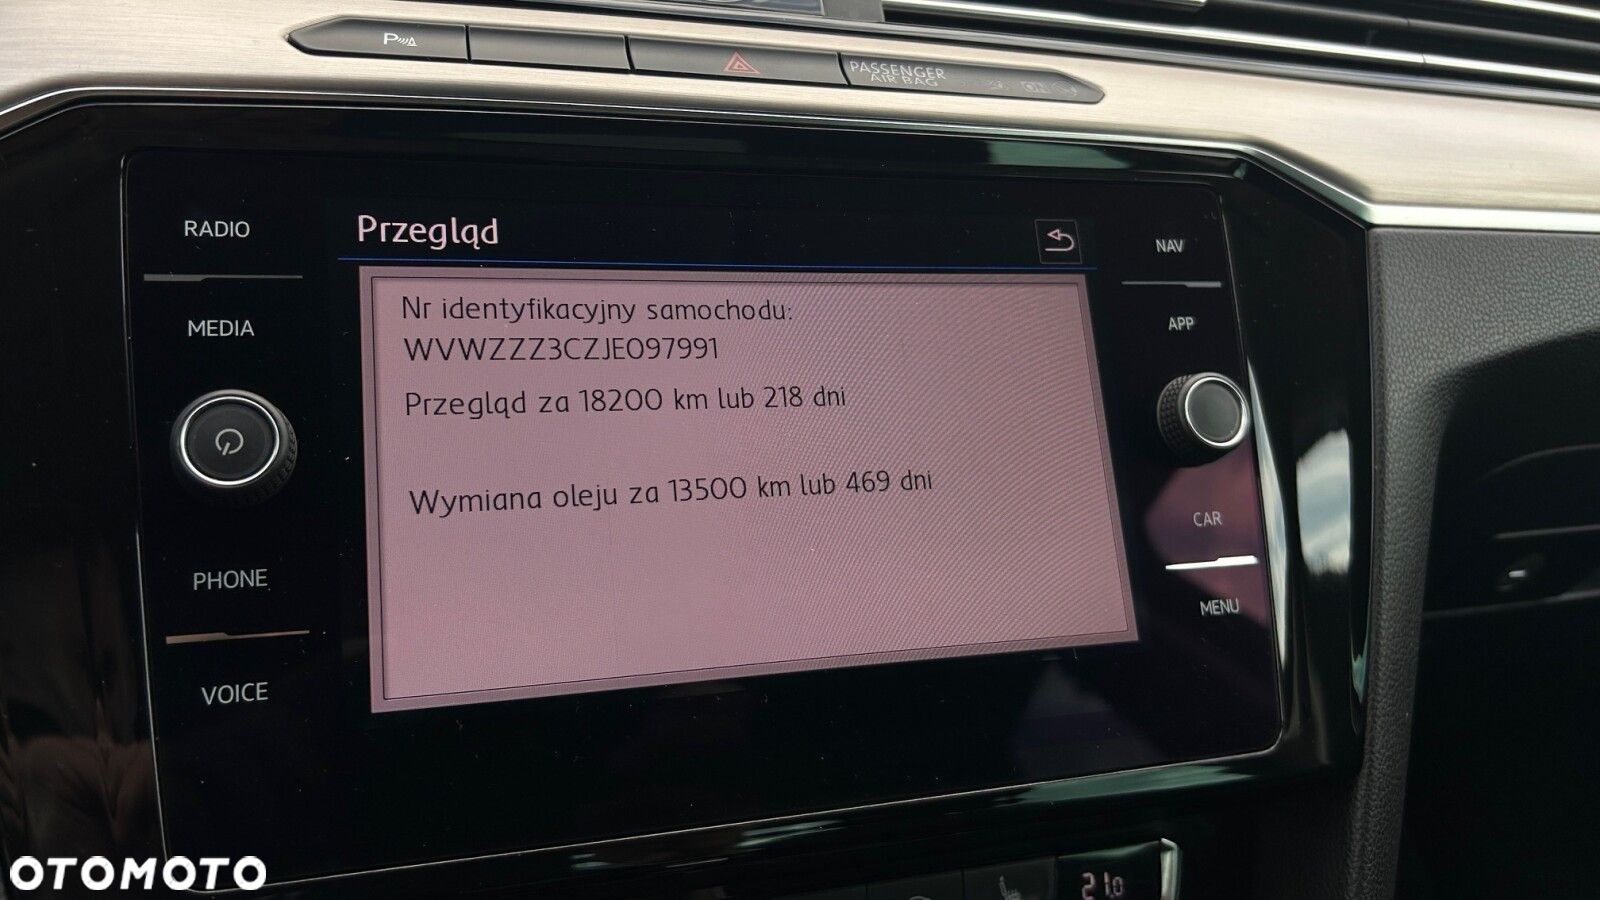 P
PASSENGER
AIR BAG
RADIO
MEDIA
PHONE
VOICE
Przegląd
Nr identyfikacyjny samochodu:
WVWZZZ3CZJE097991
Przegląd za 18200 km lub 218 dni
Wymiana oleju za 13500 km lub 469 dni
NAV
APP
CAR
MENU
21.0
OTOMOTO